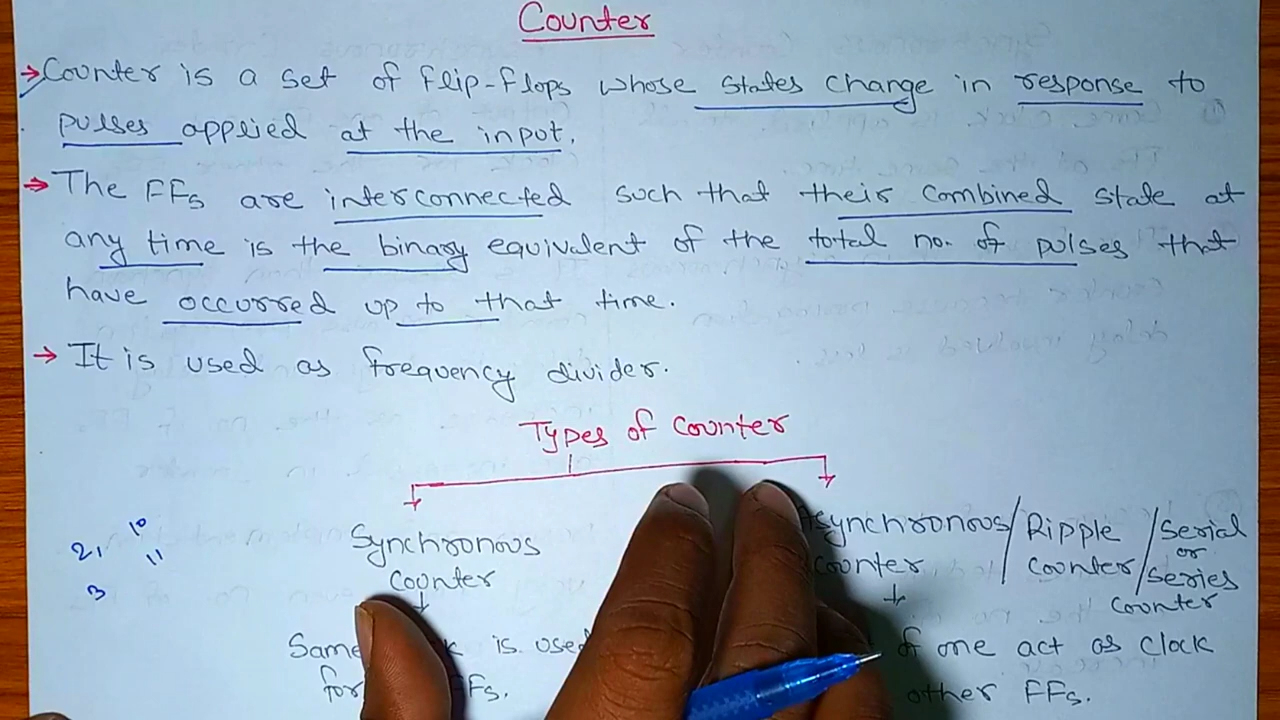 Counter
→ Counter is a set of flip-flops whose states change in response to
pulses applied at the input.
→ The FFs are interconnected such that their combined state at
any time is the binary equivalent of the total no. of pulses that
have occurred up to that time.
→ It is used as frequency divider.
Types of counter
Synchronous
counter
Asynchronous/ Ripple / Serial
counter / counter / or
series
counter
2, 10
11
3
Same is used
for FFs.
of one act as clock
other FFs.